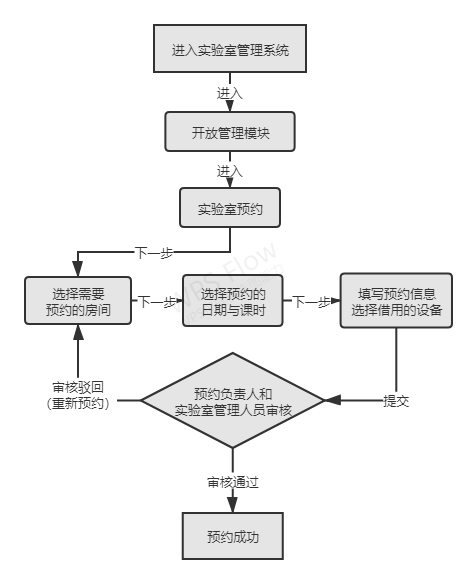 进入实验室管理系统
进入
开放管理模块
进入
实验室预约
下一步
选择需要
预约的房间
下一步
选择预约的
日期与课时
下一步
填写预约信息
选择借用的设备
提交
预约负责人和
实验室管理人员审核
审核驳回
（重新预约）
审核通过
预约成功
WPS Flow